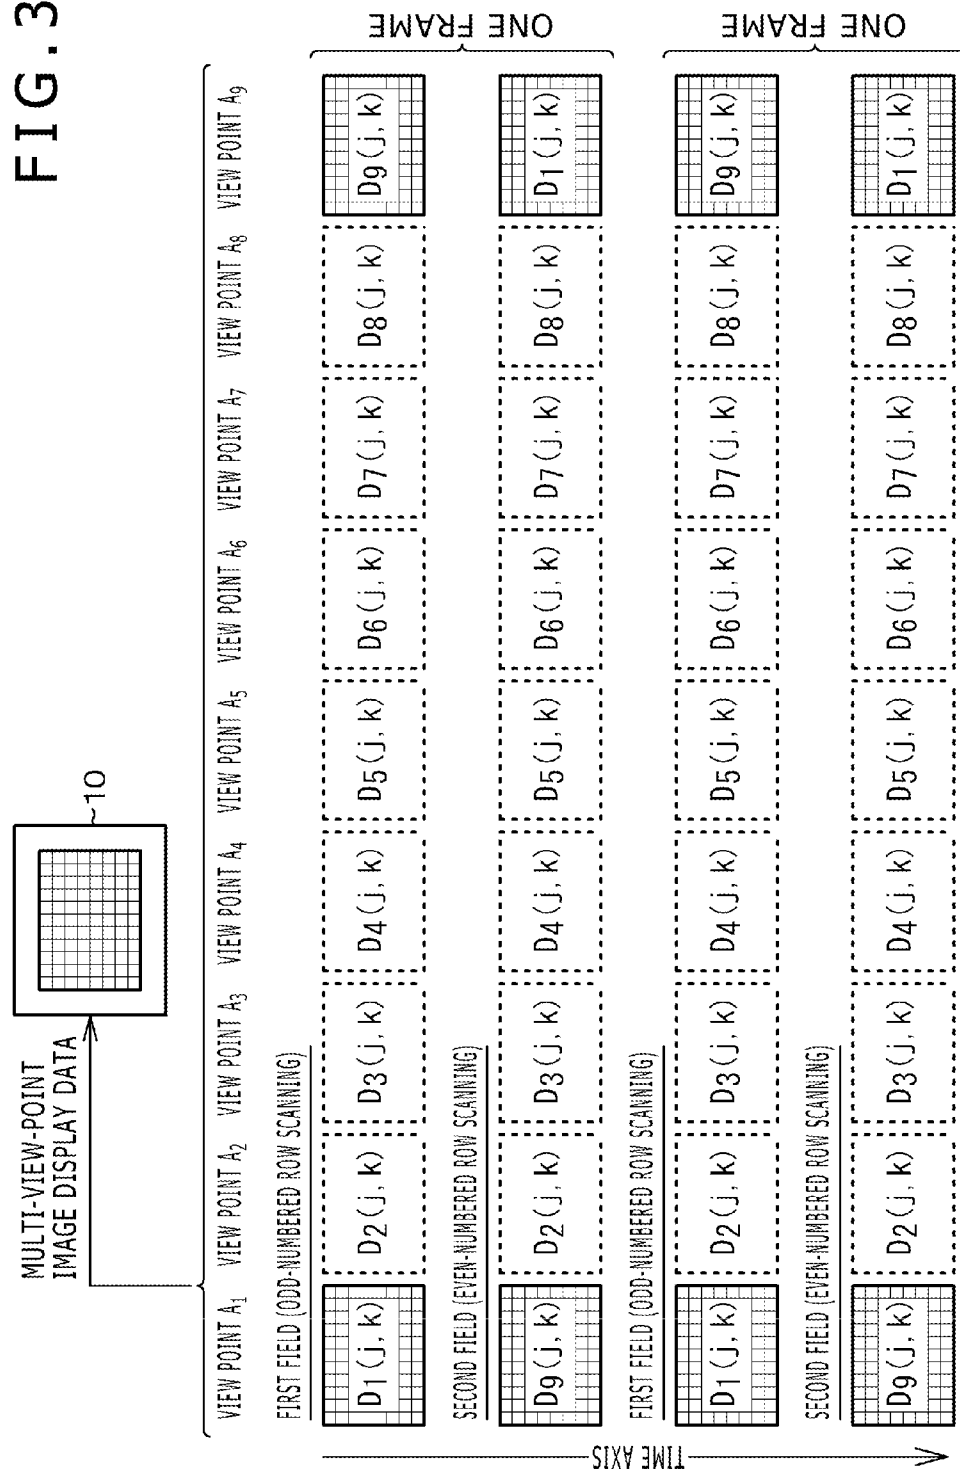 FIG. 3
MULTI-VIEW-POINT
IMAGE DISPLAY DATA
10
VIEW POINT A1 VIEW POINT A2 VIEW POINT A3 VIEW POINT A4 VIEW POINT A5 VIEW POINT A6 VIEW POINT A7 VIEW POINT A8 VIEW POINT A9
FIRST FIELD (ODD-NUMBERED ROW SCANNING)
D1(j, k) D2(j, k) D3(j, k) D4(j, k) D5(j, k) D6(j, k) D7(j, k) D8(j, k) D9(j, k)
SECOND FIELD (EVEN-NUMBERED ROW SCANNING)
D9(j, k) D2(j, k) D3(j, k) D4(j, k) D5(j, k) D6(j, k) D7(j, k) D8(j, k) D1(j, k)
ONE FRAME
FIRST FIELD (ODD-NUMBERED ROW SCANNING)
D1(j, k) D2(j, k) D3(j, k) D4(j, k) D5(j, k) D6(j, k) D7(j, k) D8(j, k) D9(j, k)
SECOND FIELD (EVEN-NUMBERED ROW SCANNING)
D9(j, k) D2(j, k) D3(j, k) D4(j, k) D5(j, k) D6(j, k) D7(j, k) D8(j, k) D1(j, k)
ONE FRAME
TIME AXIS